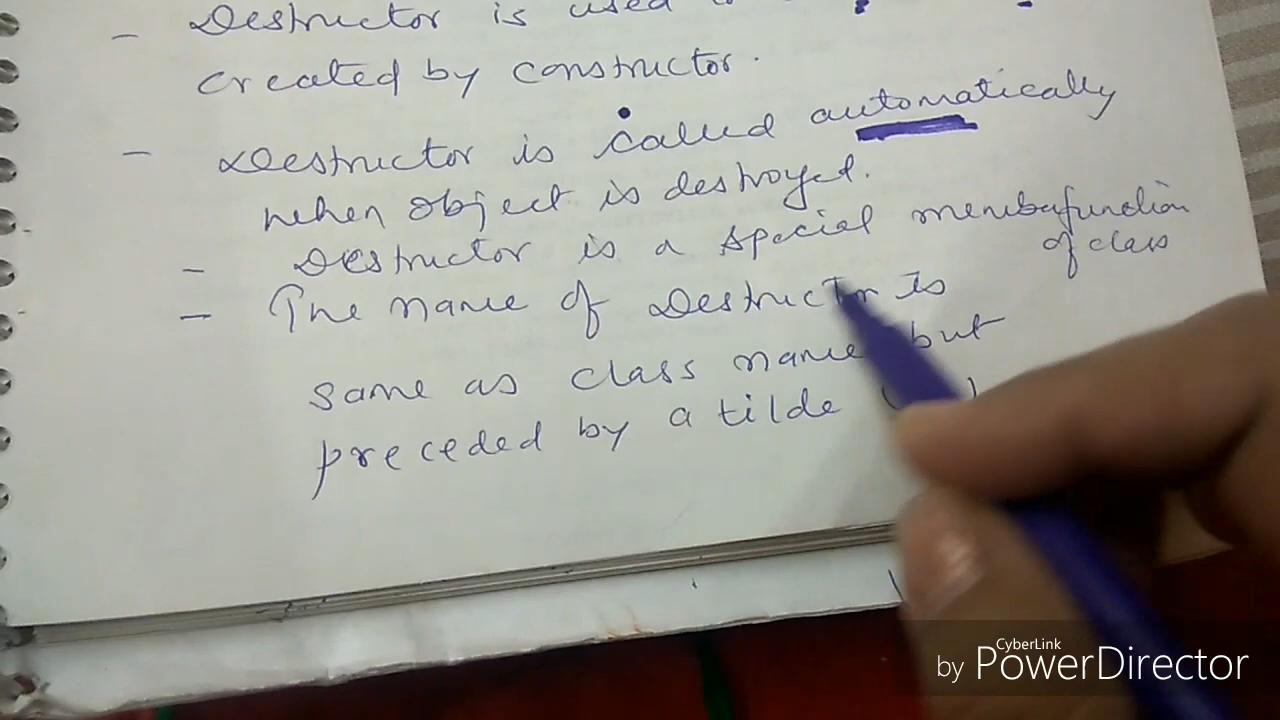 - Destructor is used
created by constructor.
- Destructor is called automatically
when object is destroyed.
- Destructor is a special member function
of class
- The name of Destructor is
same as class name but
preceded by a tilde ( )
by CyberLink PowerDirector